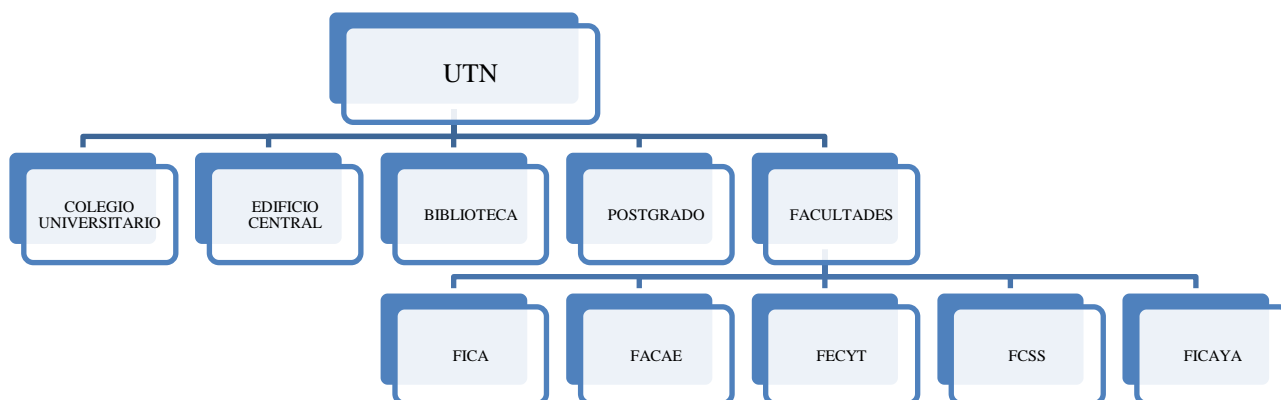 UTN
COLEGIO
UNIVERSITARIO
EDIFICIO
CENTRAL
BIBLIOTECA
POSTGRADO
FACULTADES
FICA
FACAE
FECYT
FCSS
FICAYA